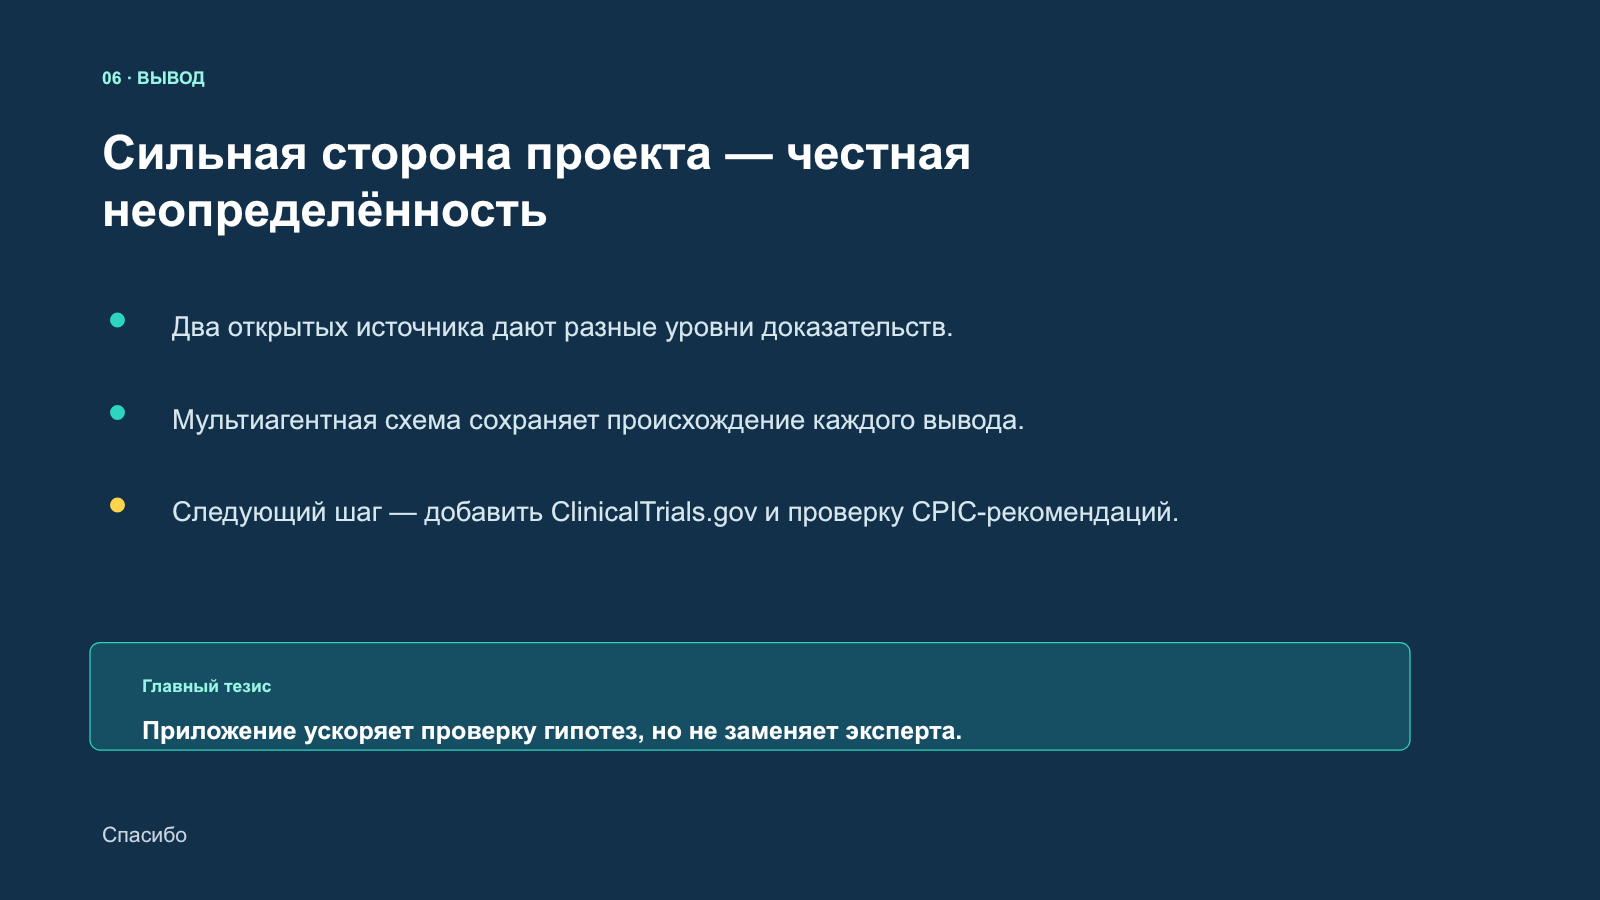 06 · ВЫВОД
Сильная сторона проекта — честная
неопределённость
Два открытых источника дают разные уровни доказательств.
Мультиагентная схема сохраняет происхождение каждого вывода.
Следующий шаг — добавить ClinicalTrials.gov и проверку CPIC-рекомендаций.
Главный тезис
Приложение ускоряет проверку гипотез, но не заменяет эксперта.
Спасибо